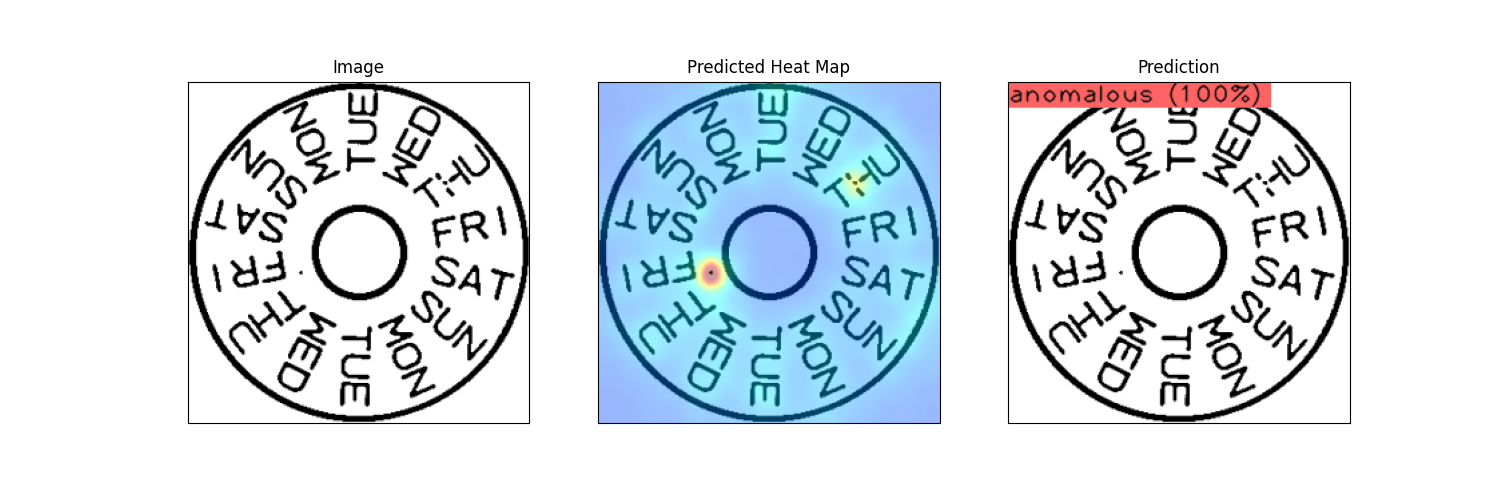 Image
TUE
WED
THU
FRI
SAT
SUN
MON
TUE
WED
THU
FRI
SAT
SUN
MON
Predicted Heat Map
TUE
WED
THU
FRI
SAT
SUN
MON
TUE
WED
THU
FRI
SAT
SUN
MON
Prediction
anomalous (100%)
TUE
WED
THU
FRI
SAT
SUN
MON
TUE
WED
THU
FRI
SAT
SUN
MON